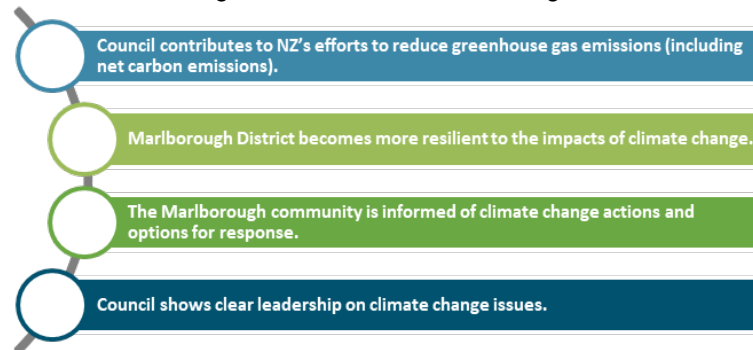 Council contributes to NZ's efforts to reduce greenhouse gas emissions (including
net carbon emissions).
Marlborough District becomes more resilient to the impacts of climate change.
The Marlborough community is informed of climate change actions and
options for response.
Council shows clear leadership on climate change issues.